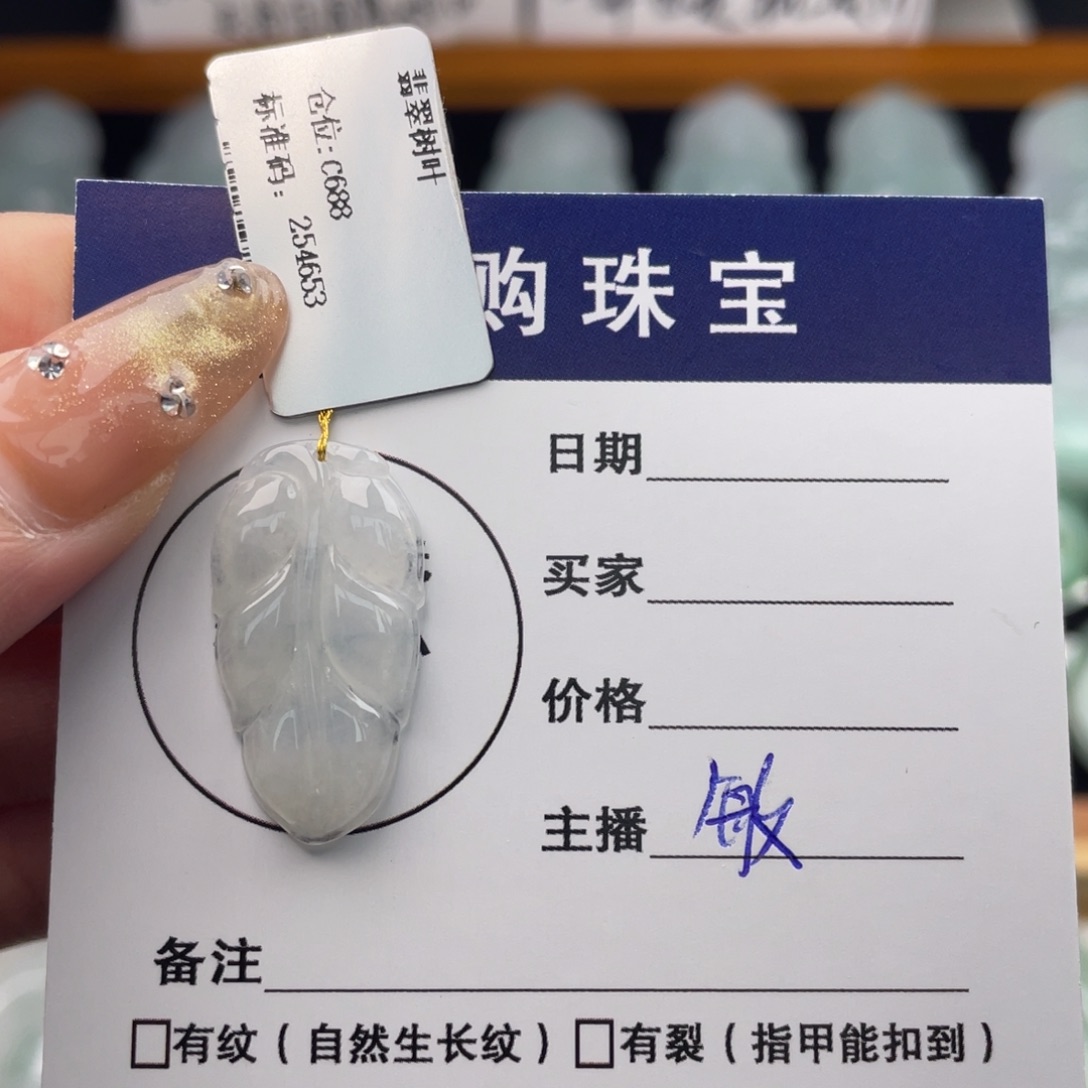 翡翠树叶
仓位:C688
标准码: 254653
购珠宝
日期
买家
价格
主播 敏
备注
□有纹(自然生长纹) □有裂(指甲能扣到)